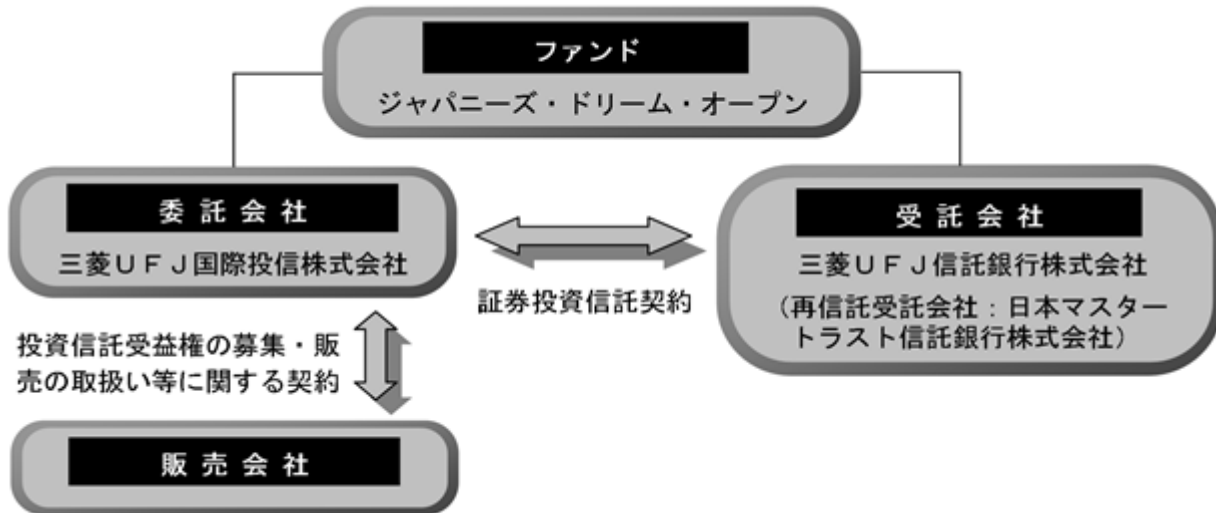 ファンド
ジャパニーズ・ドリーム・オープン
委託会社
三菱ＵＦＪ国際投信株式会社
受託会社
三菱ＵＦＪ信託銀行株式会社
（再信託受託会社：日本マスター
トラスト信託銀行株式会社）
証券投資信託契約
投資信託受益権の募集・販
売の取扱い等に関する契約
販売会社